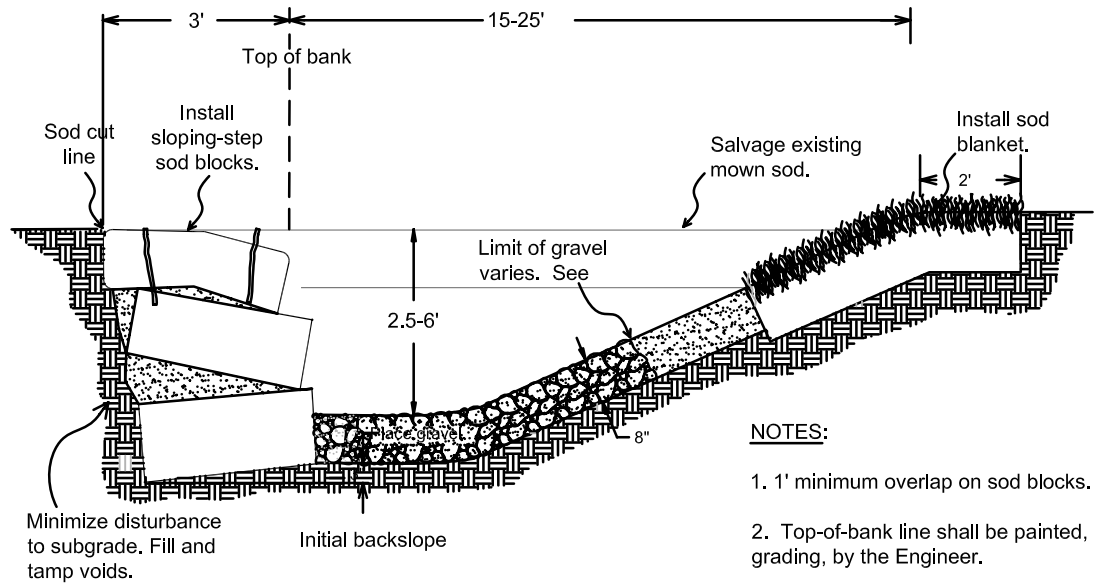 3'
15-25'
Top of bank
Install
sloping-step
sod blocks.
Sod cut
line
Salvage existing
mown sod.
Install sod
blanket.
2'
Limit of gravel
varies. See
2.5-6'
Place gravel
8"
Minimize disturbance
to subgrade. Fill and
tamp voids.
Initial backslope
NOTES:
1. 1' minimum overlap on sod blocks.
2. Top-of-bank line shall be painted,
grading, by the Engineer.